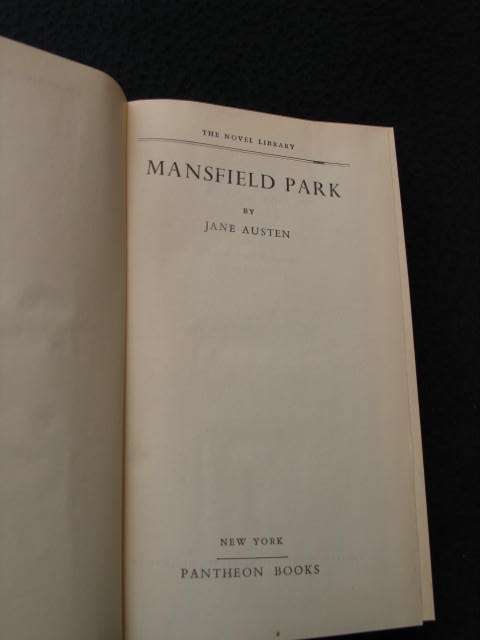 THE NOVEL LIBRARY
MANSFIELD PARK
BY
JANE AUSTEN
NEW YORK
PANTHEON BOOKS